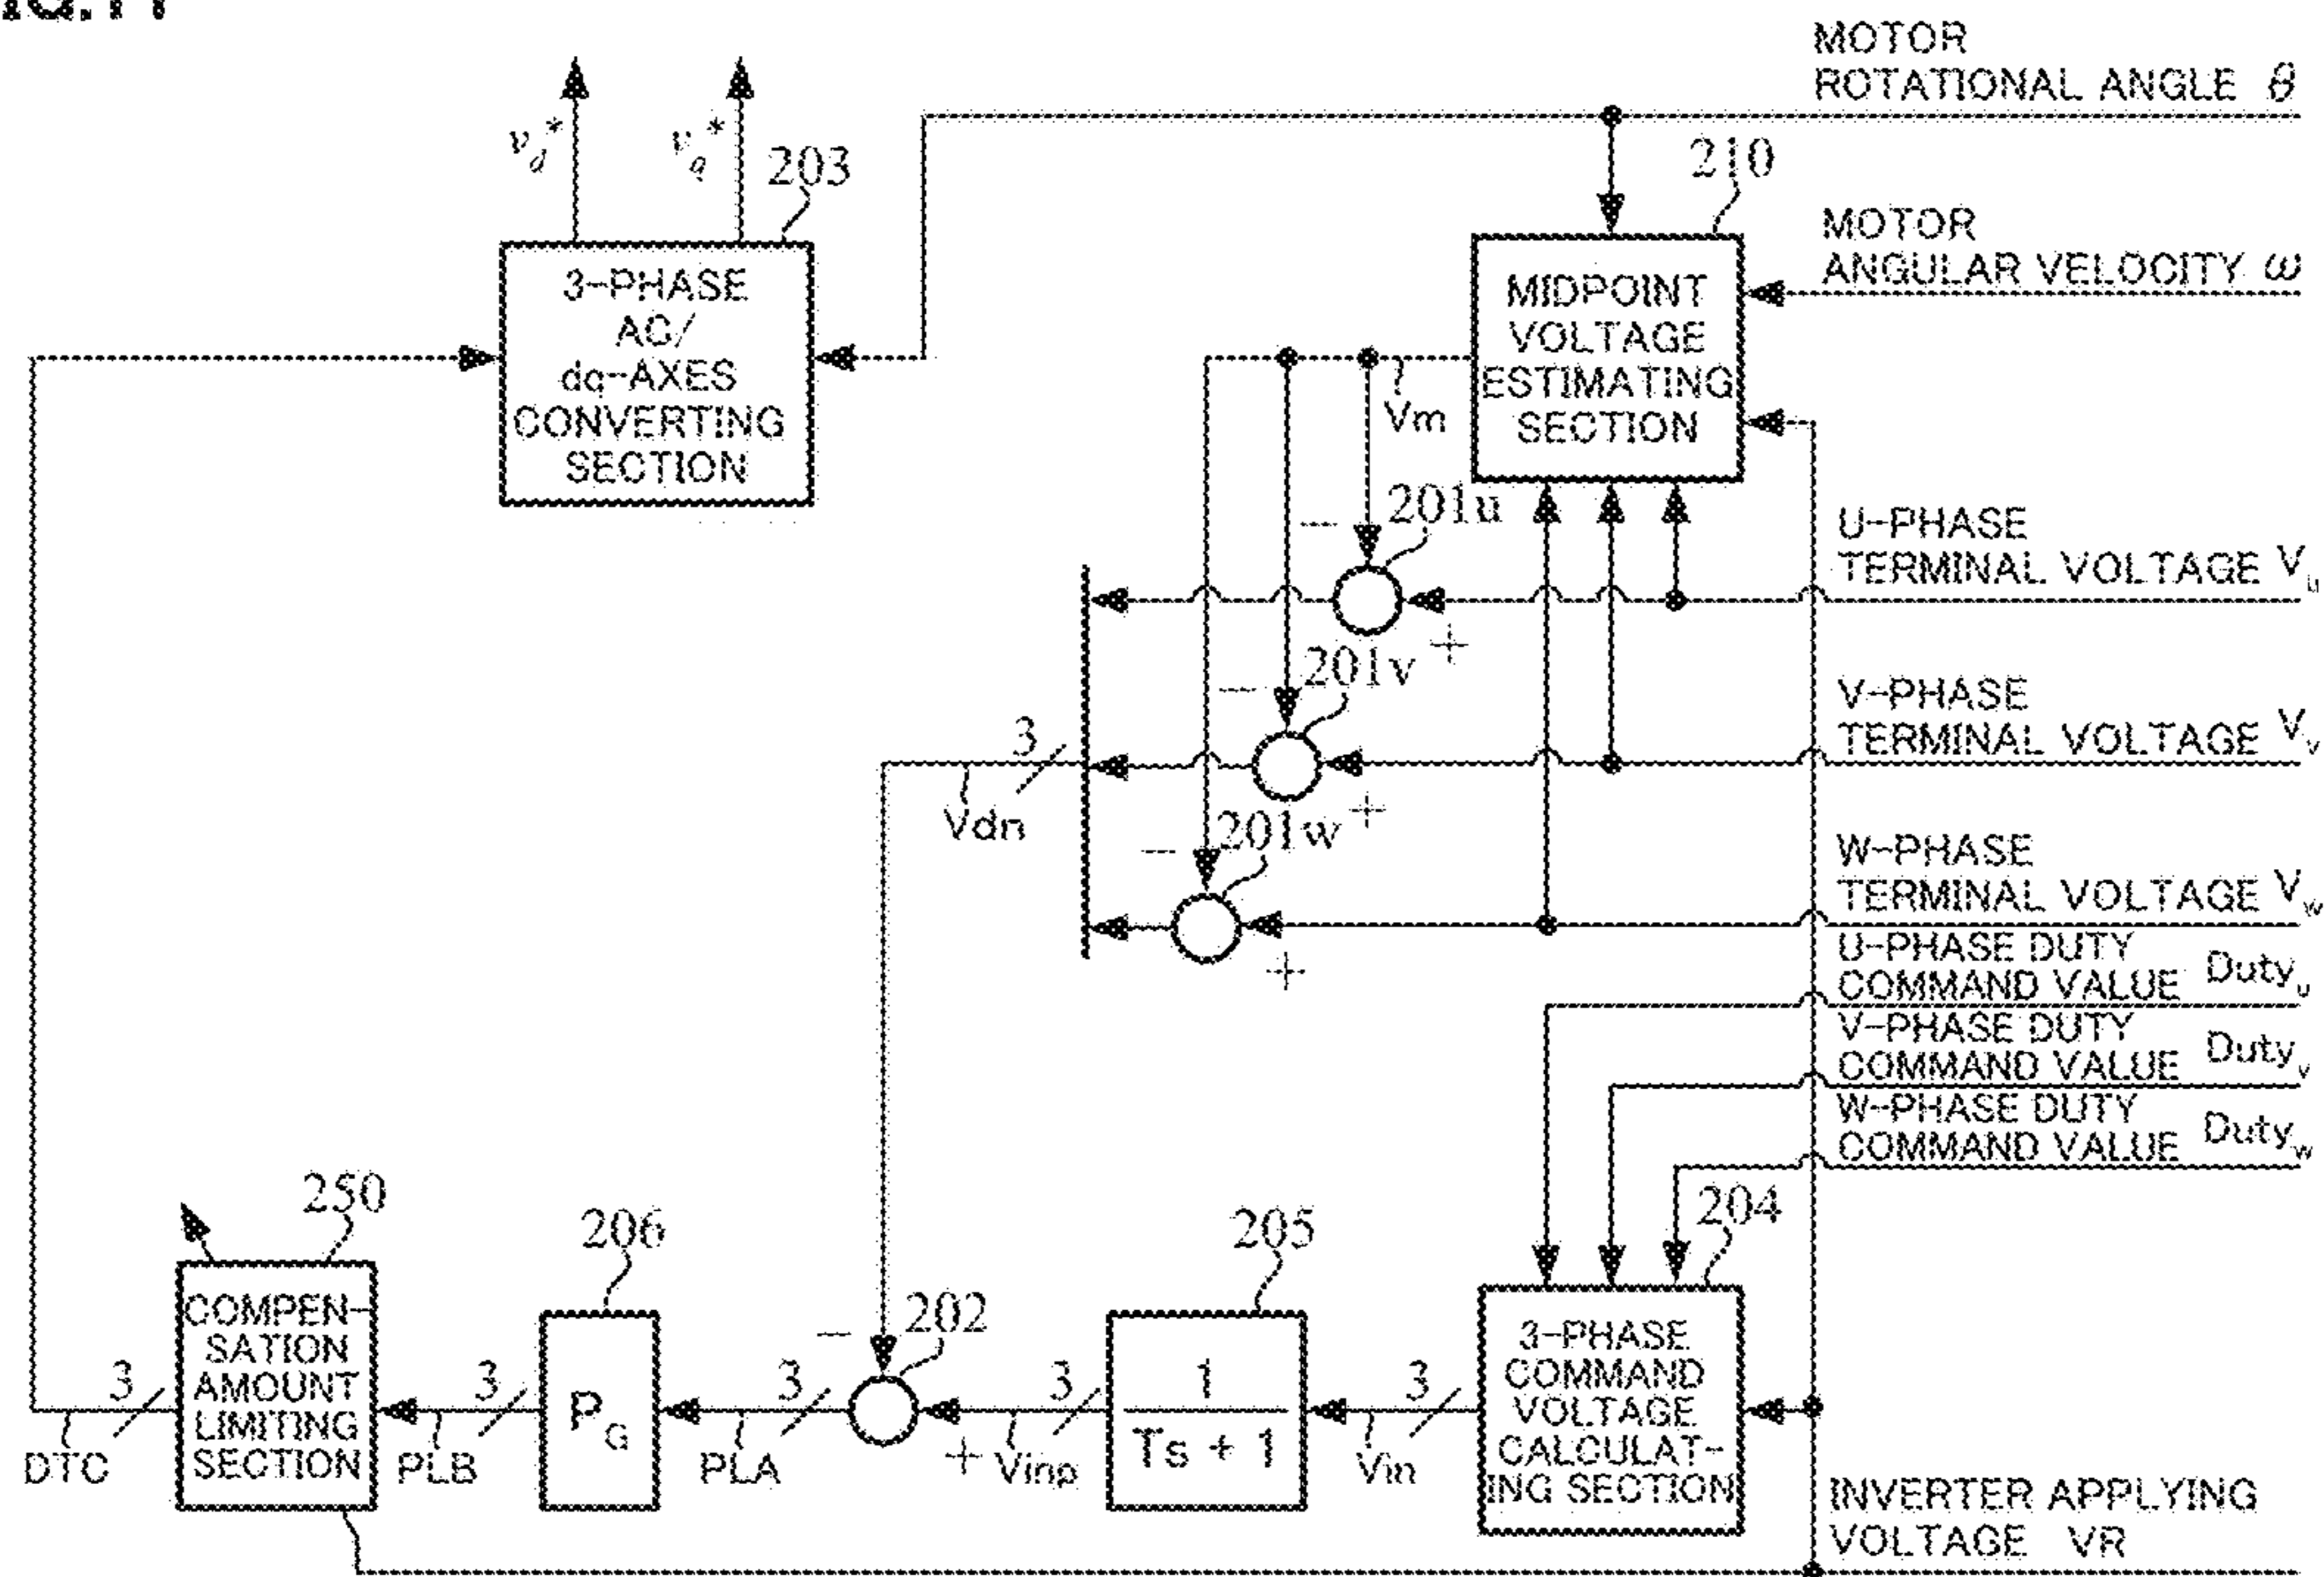 MOTOR
ROTATIONAL ANGLE θ
v_d* v_q* 203
210
3-PHASE
AC/
dq-AXES
CONVERTING
SECTION
MOTOR
ANGULAR VELOCITY ω
MIDPOINT
VOLTAGE
ESTIMATING
SECTION
Vm
− 201u
U-PHASE
TERMINAL VOLTAGE V_u
+
− 201v
V-PHASE
TERMINAL VOLTAGE V_v
3
Vdn
+
− 201w
W-PHASE
TERMINAL VOLTAGE V_w
+
U-PHASE DUTY
COMMAND VALUE Duty_u
V-PHASE DUTY
COMMAND VALUE Duty_v
W-PHASE DUTY
COMMAND VALUE Duty_w
250
206
205
204
202
−
COMPEN-
SATION
AMOUNT
LIMITING
SECTION
3
DTC
3
PLB
P_G
3
PLA
+
3
Vinp
1
Ts + 1
3
Vin
3-PHASE
COMMAND
VOLTAGE
CALCULAT-
ING SECTION
INVERTER APPLYING
VOLTAGE VR